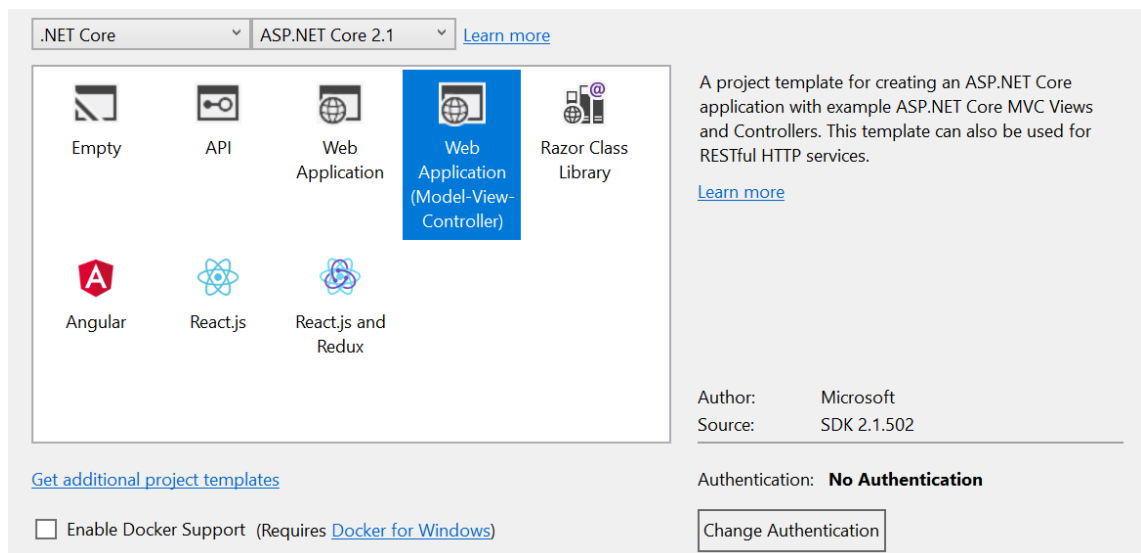 .NET Core
ASP.NET Core 2.1
Learn more
Empty
API
Web
Application
Web
Application
(Model-View-
Controller)
Razor Class
Library
Angular
React.js
React.js and
Redux
A project template for creating an ASP.NET Core
application with example ASP.NET Core MVC Views
and Controllers. This template can also be used for
RESTful HTTP services.
Learn more
Author: Microsoft
Source: SDK 2.1.502
Get additional project templates
Authentication: No Authentication
Enable Docker Support (Requires Docker for Windows)
Change Authentication